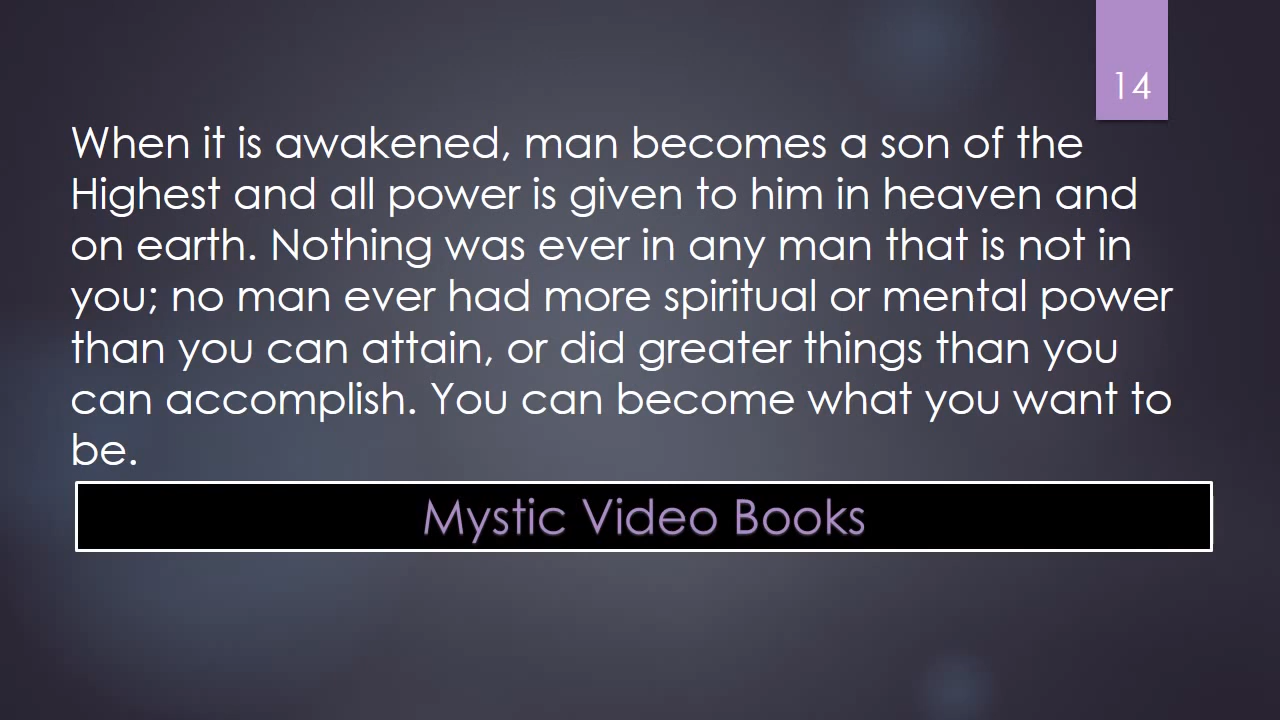 14
When it is awakened, man becomes a son of the
Highest and all power is given to him in heaven and
on earth. Nothing was ever in any man that is not in
you; no man ever had more spiritual or mental power
than you can attain, or did greater things than you
can accomplish. You can become what you want to
be.
Mystic Video Books